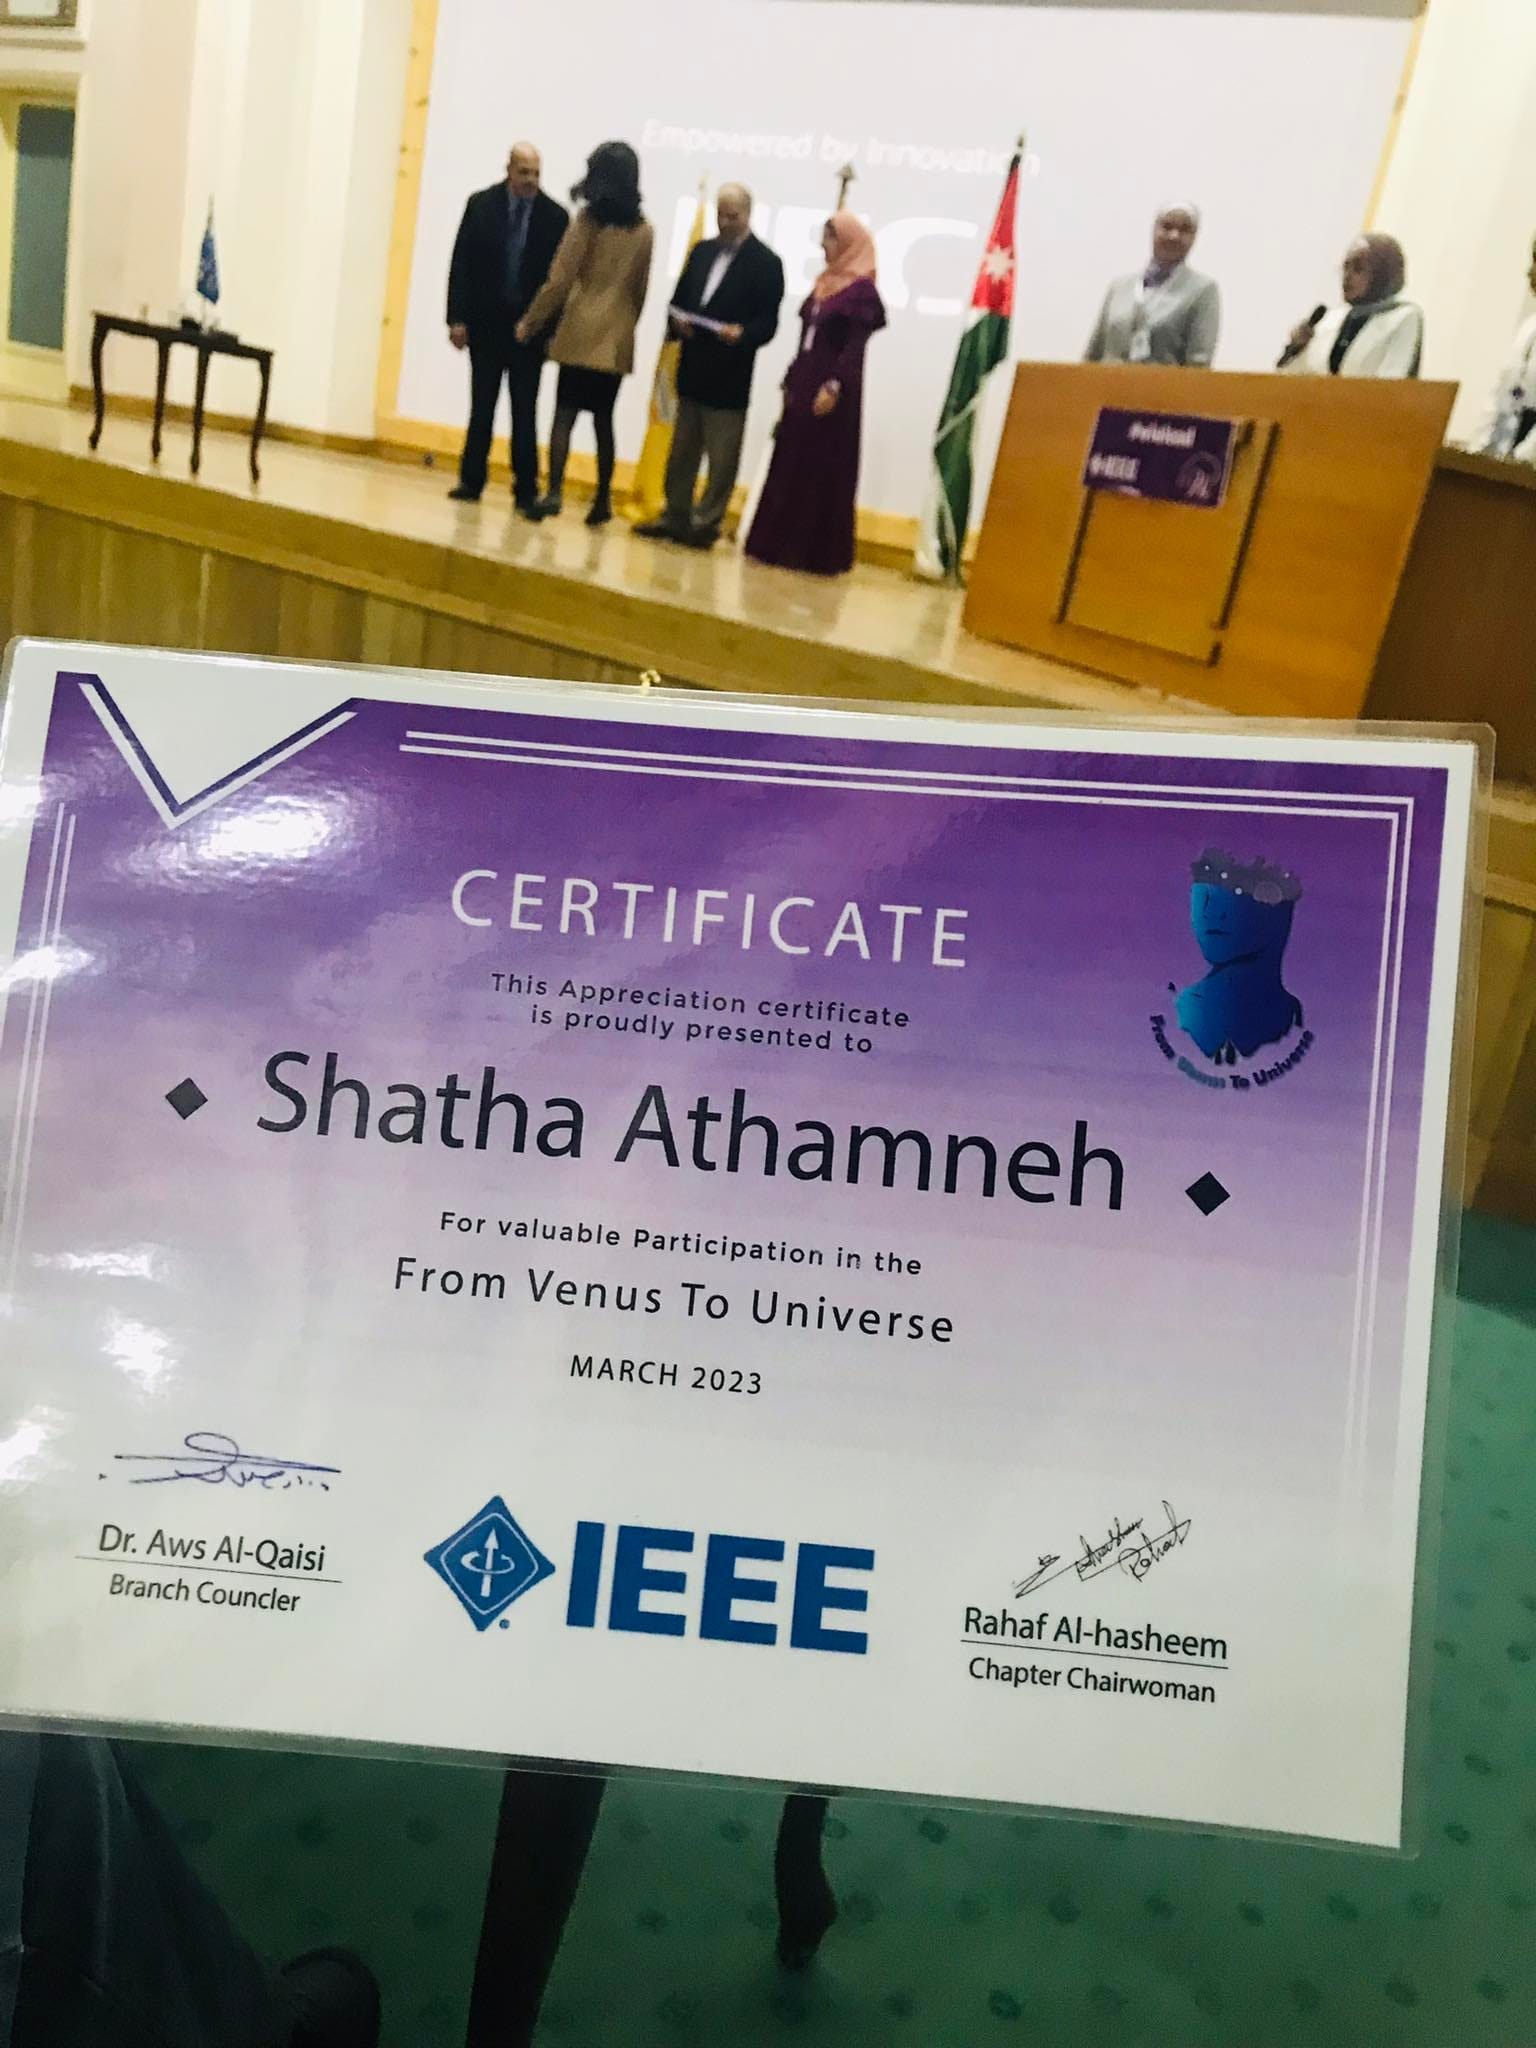 Empowered by Innovation
IEEE
CERTIFICATE
This Appreciation certificate
is proudly presented to
Shatha Athamneh
From Venus To Universe
For valuable Participation in the
From Venus To Universe
MARCH 2023
Dr. Aws Al-Qaisi
Branch Councler
IEEE
Rahaf Al-hasheem
Chapter Chairwoman